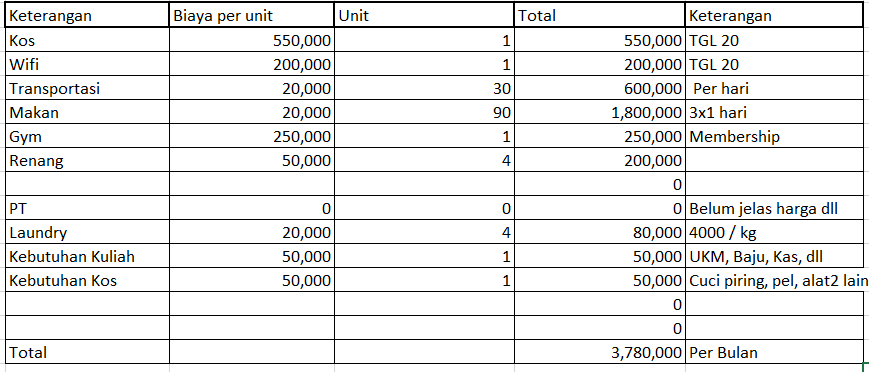 Keterangan Biaya per unit Unit Total Keterangan
Kos 550,000 1 550,000 TGL 20
Wifi 200,000 1 200,000 TGL 20
Transportasi 20,000 30 600,000 Per hari
Makan 20,000 90 1,800,000 3x1 hari
Gym 250,000 1 250,000 Membership
Renang 50,000 4 200,000
0
PT 0 0 0 Belum jelas harga dll
Laundry 20,000 4 80,000 4000 / kg
Kebutuhan Kuliah 50,000 1 50,000 UKM, Baju, Kas, dll
Kebutuhan Kos 50,000 1 50,000 Cuci piring, pel, alat2 lain
0
0
Total 3,780,000 Per Bulan